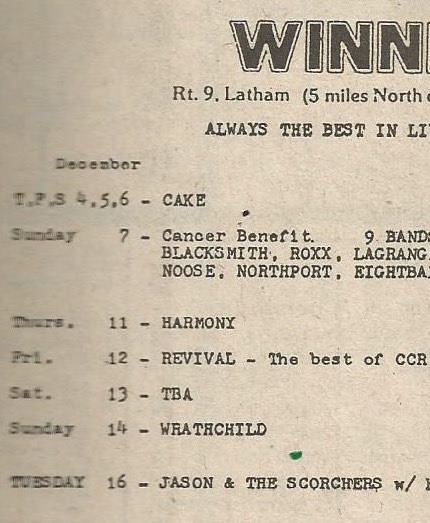 WINN
Rt. 9, Latham (5 miles North
ALWAYS THE BEST IN LI
December
T,F,S 4,5,6 - CAKE
Sunday 7 - Cancer Benefit. 9 BANDS
BLACKSMITH, ROXX, LAGRANG
NOOSE, NORTHPORT, EIGHTBA
Thurs. 11 - HARMONY
Fri. 12 - REVIVAL - The best of CCR
Sat. 13 - TBA
Sunday 14 - WRATHCHILD
TUESDAY 16 - JASON & THE SCORCHERS w/